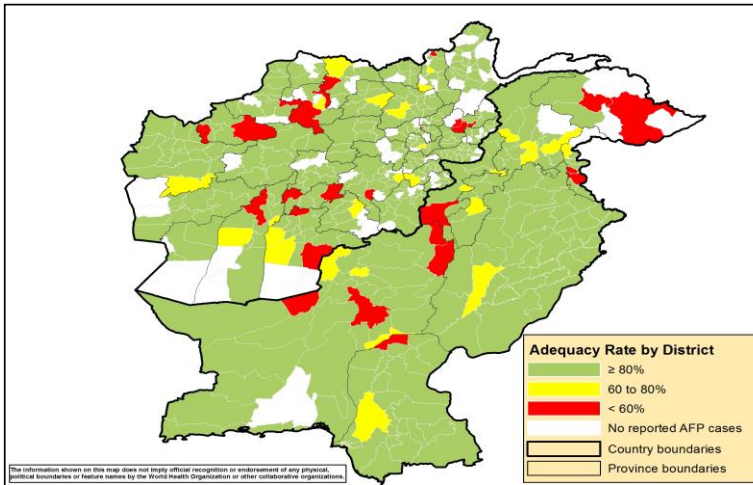 Adequacy Rate by District
≥ 80%
60 to 80%
< 60%
No reported AFP cases
Country boundaries
Province boundaries
The information shown on this map does not imply official recognition or endorsement of any physical,
political boundaries or feature names by the World Health Organization or other collaborative organizations.